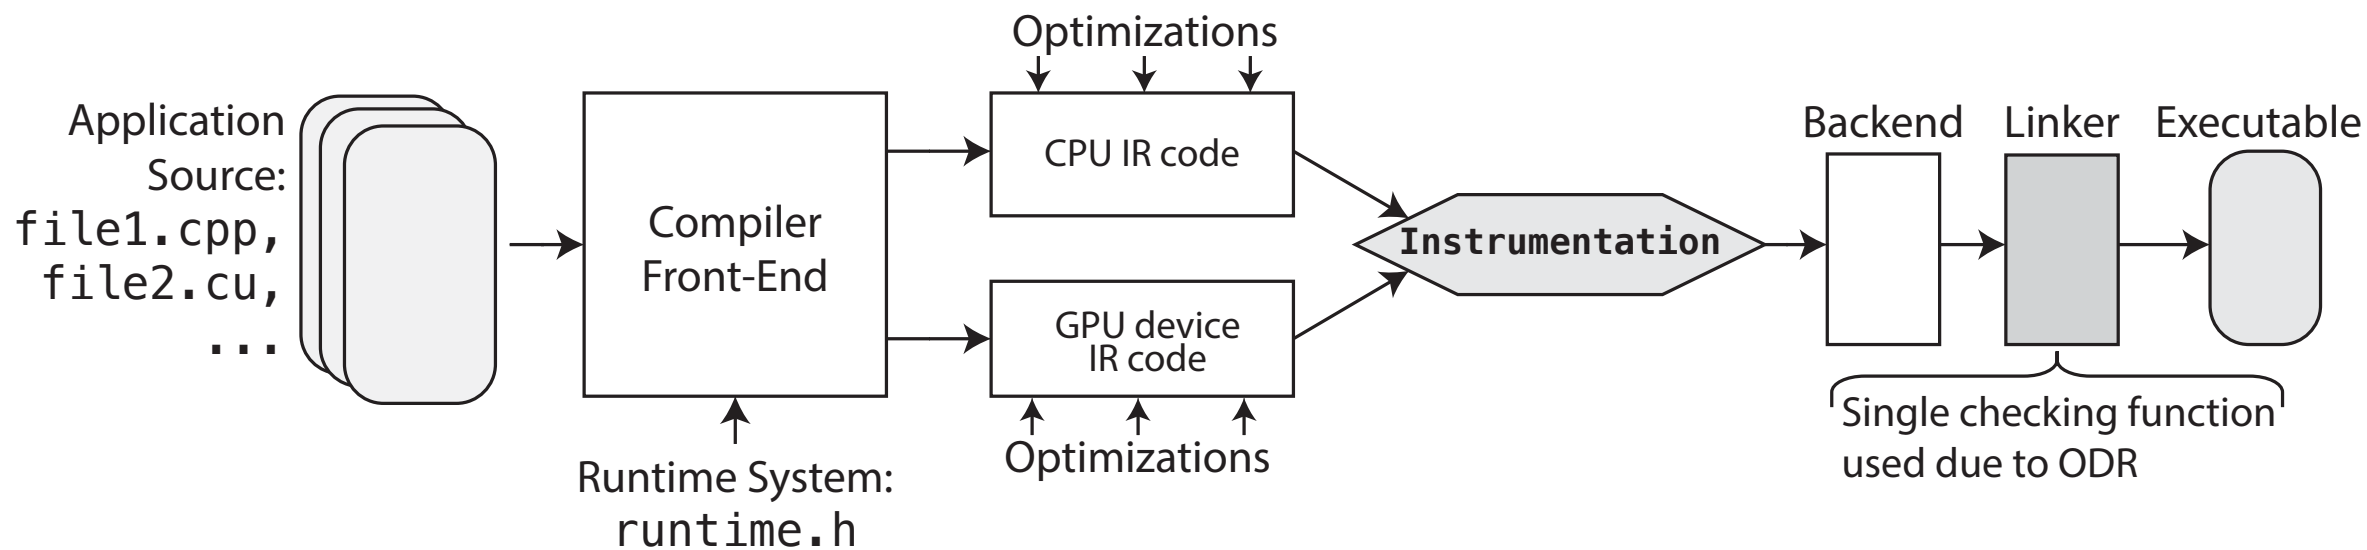 Application
Source:
file1.cpp,
file2.cu,
...
Compiler
Front-End
Runtime System:
runtime.h
Optimizations
CPU IR code
GPU device
IR code
Optimizations
Instrumentation
Backend
Linker
Executable
Single checking function
used due to ODR